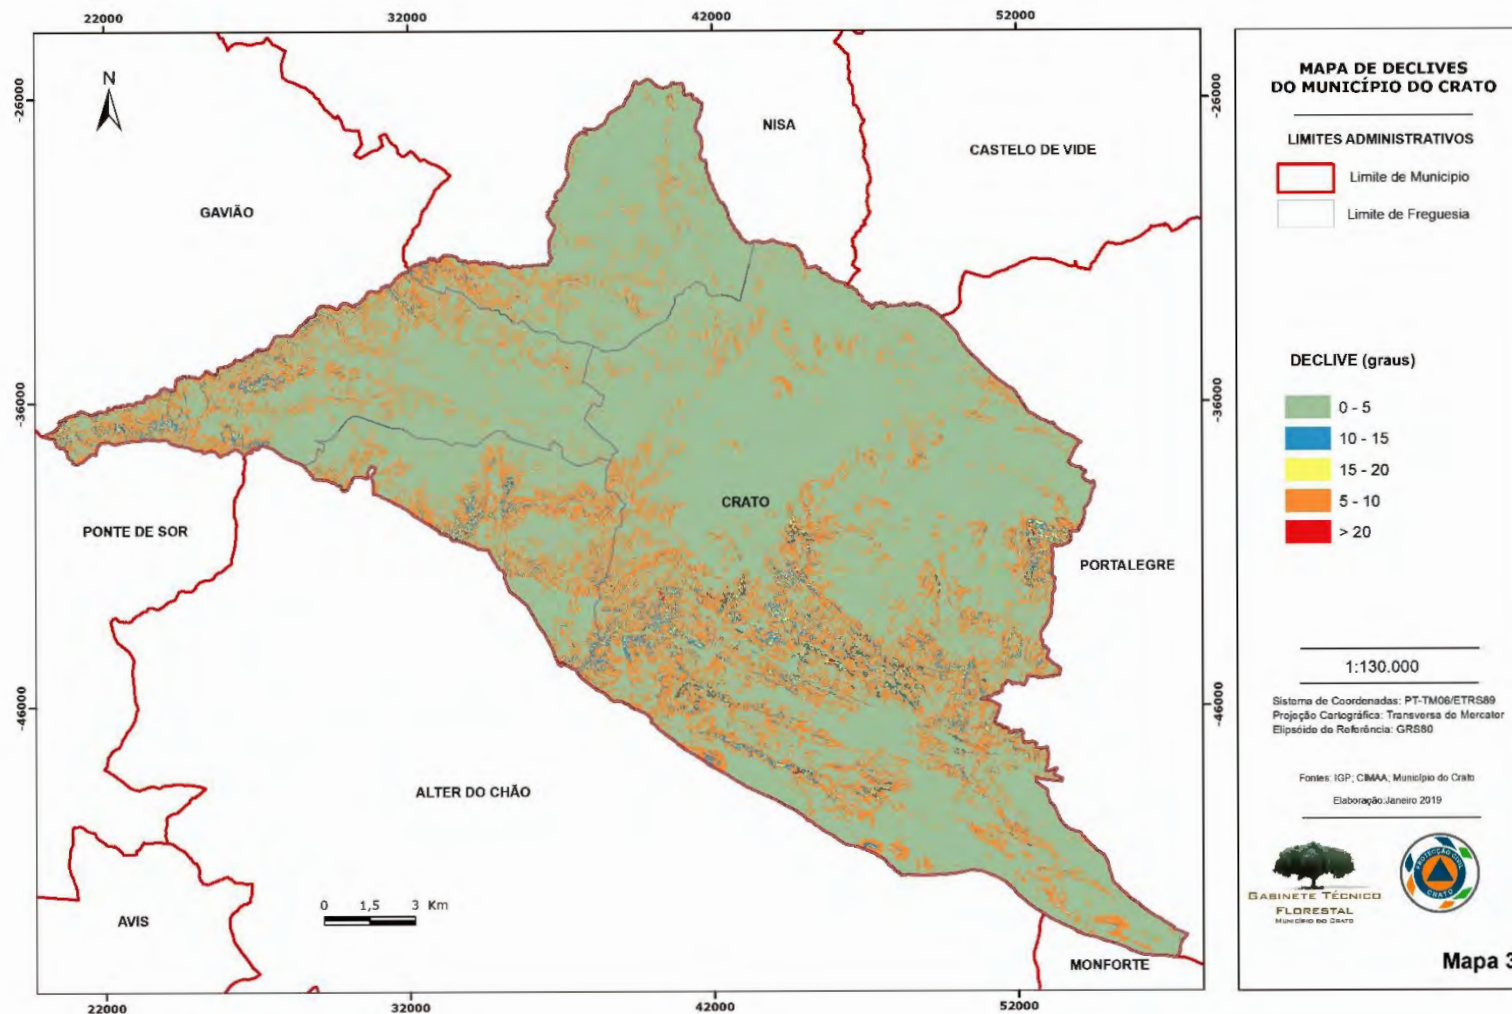 22000
32000
42000
52000
N
-26000
-36000
-46000
-26000
-36000
-46000
NISA
CASTELO DE VIDE
GAVIÃO
CRATO
PONTE DE SOR
PORTALEGRE
ALTER DO CHÃO
AVIS
MONFORTE
0 1,5 3 Km
22000
32000
42000
52000
MAPA DE DECLIVES
DO MUNICÍPIO DO CRATO
LIMITES ADMINISTRATIVOS
Limite de Municipio
Limite de Freguesia
DECLIVE (graus)
0 - 5
10 - 15
15 - 20
5 - 10
> 20
1:130.000
Sistema de Coordenadas: PT-TM06/ETRS89
Projeção Cartográfica: Transversa de Mercator
Elipsóide de Referência: GRS80
Fontes: IGP; CIMAA; Município do Crato
Elaboração:Janeiro 2019
GABINETE TÉCNICO
FLORESTAL
MUNICÍPIO DO CRATO
PROTECÇÃO CIVIL
CRATO
Mapa 3